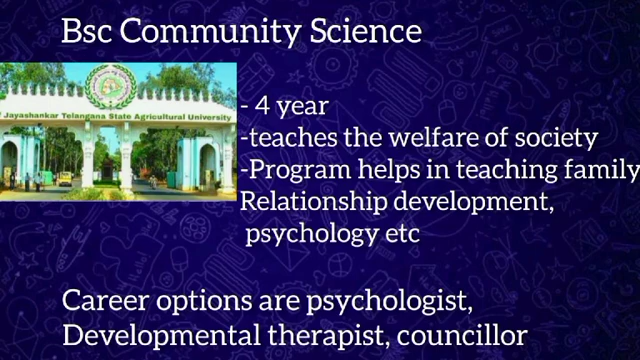 Bsc Community Science
Jayashankar Telangana State Agricultural University
- 4 year
-teaches the welfare of society
-Program helps in teaching family
Relationship development,
psychology etc
Career options are psychologist,
Developmental therapist, councillor